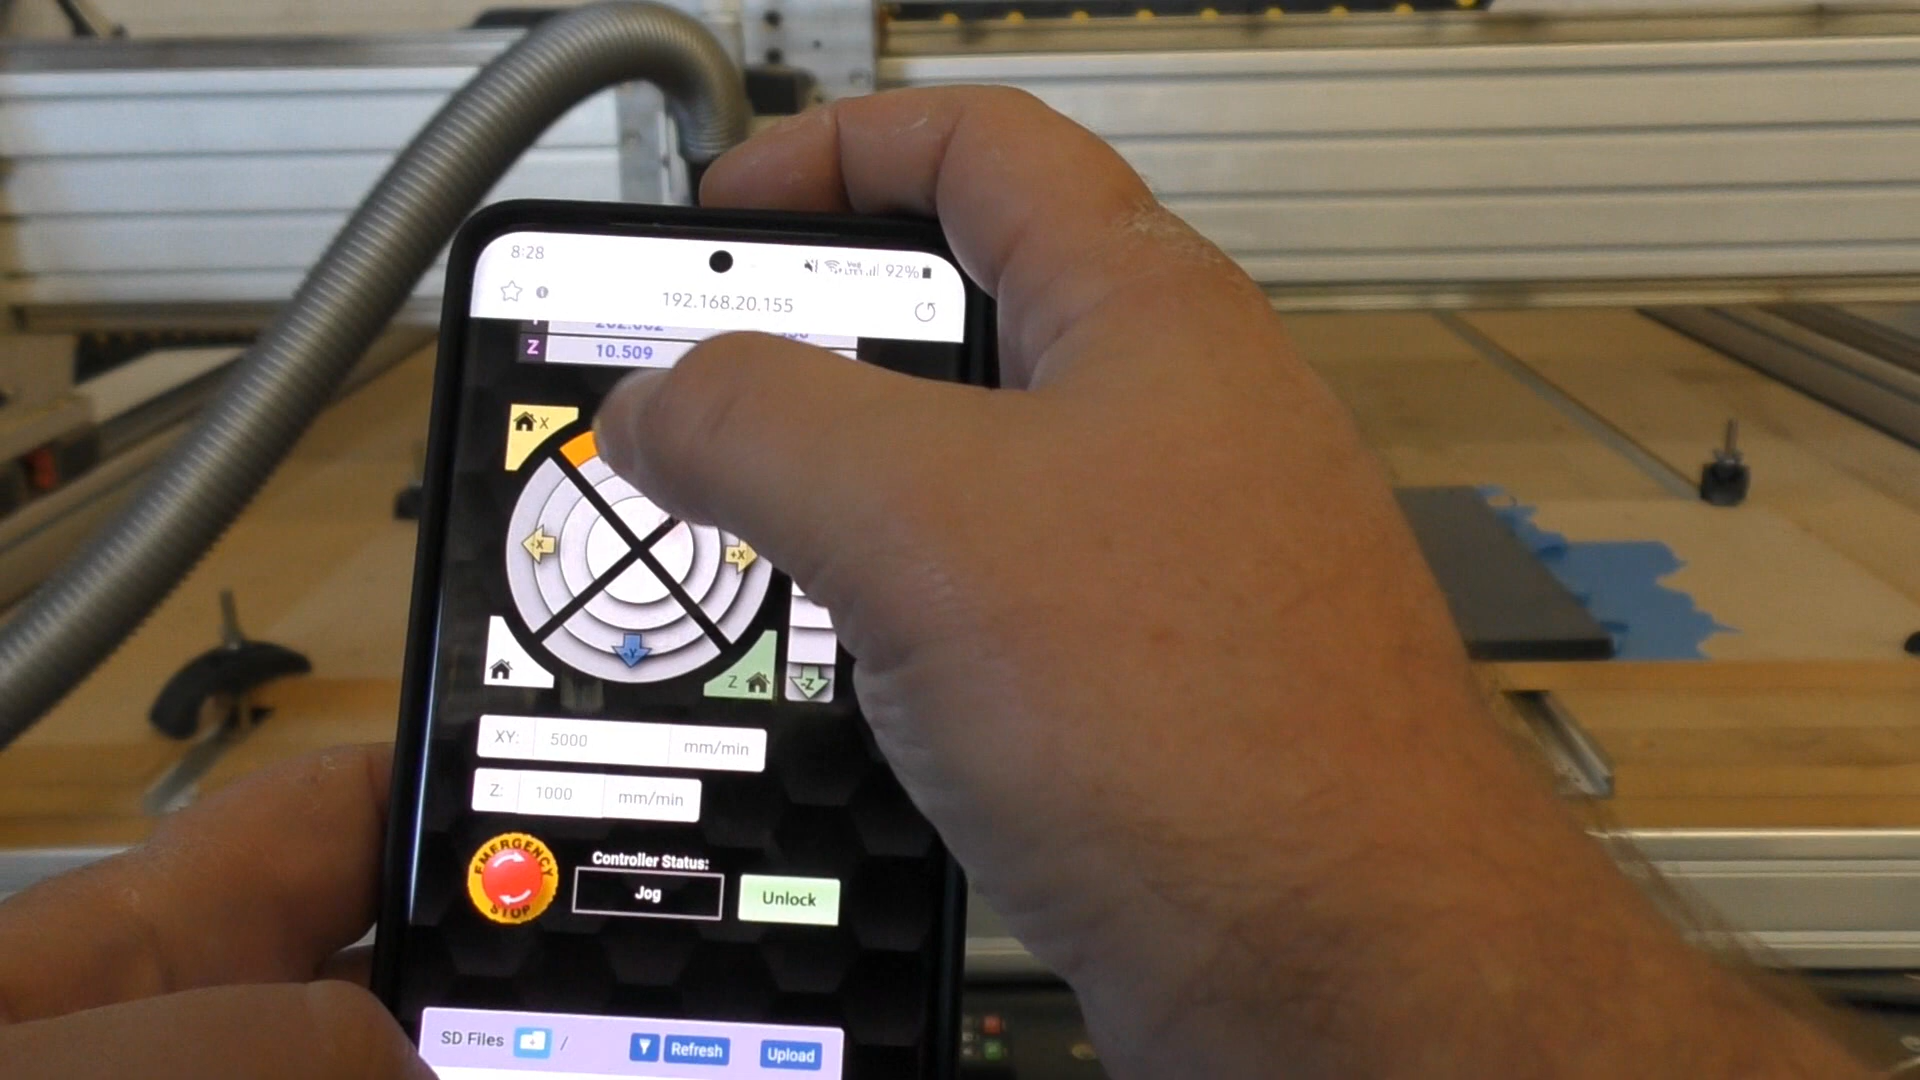 8:28
92%
192.168.20.155
Z 10.509
X
-X +X
-Y
Z -Z
XY: 5000 mm/min
Z: 1000 mm/min
EMERGENCY
STOP
Controller Status:
Jog
Unlock
SD Files / Refresh Upload